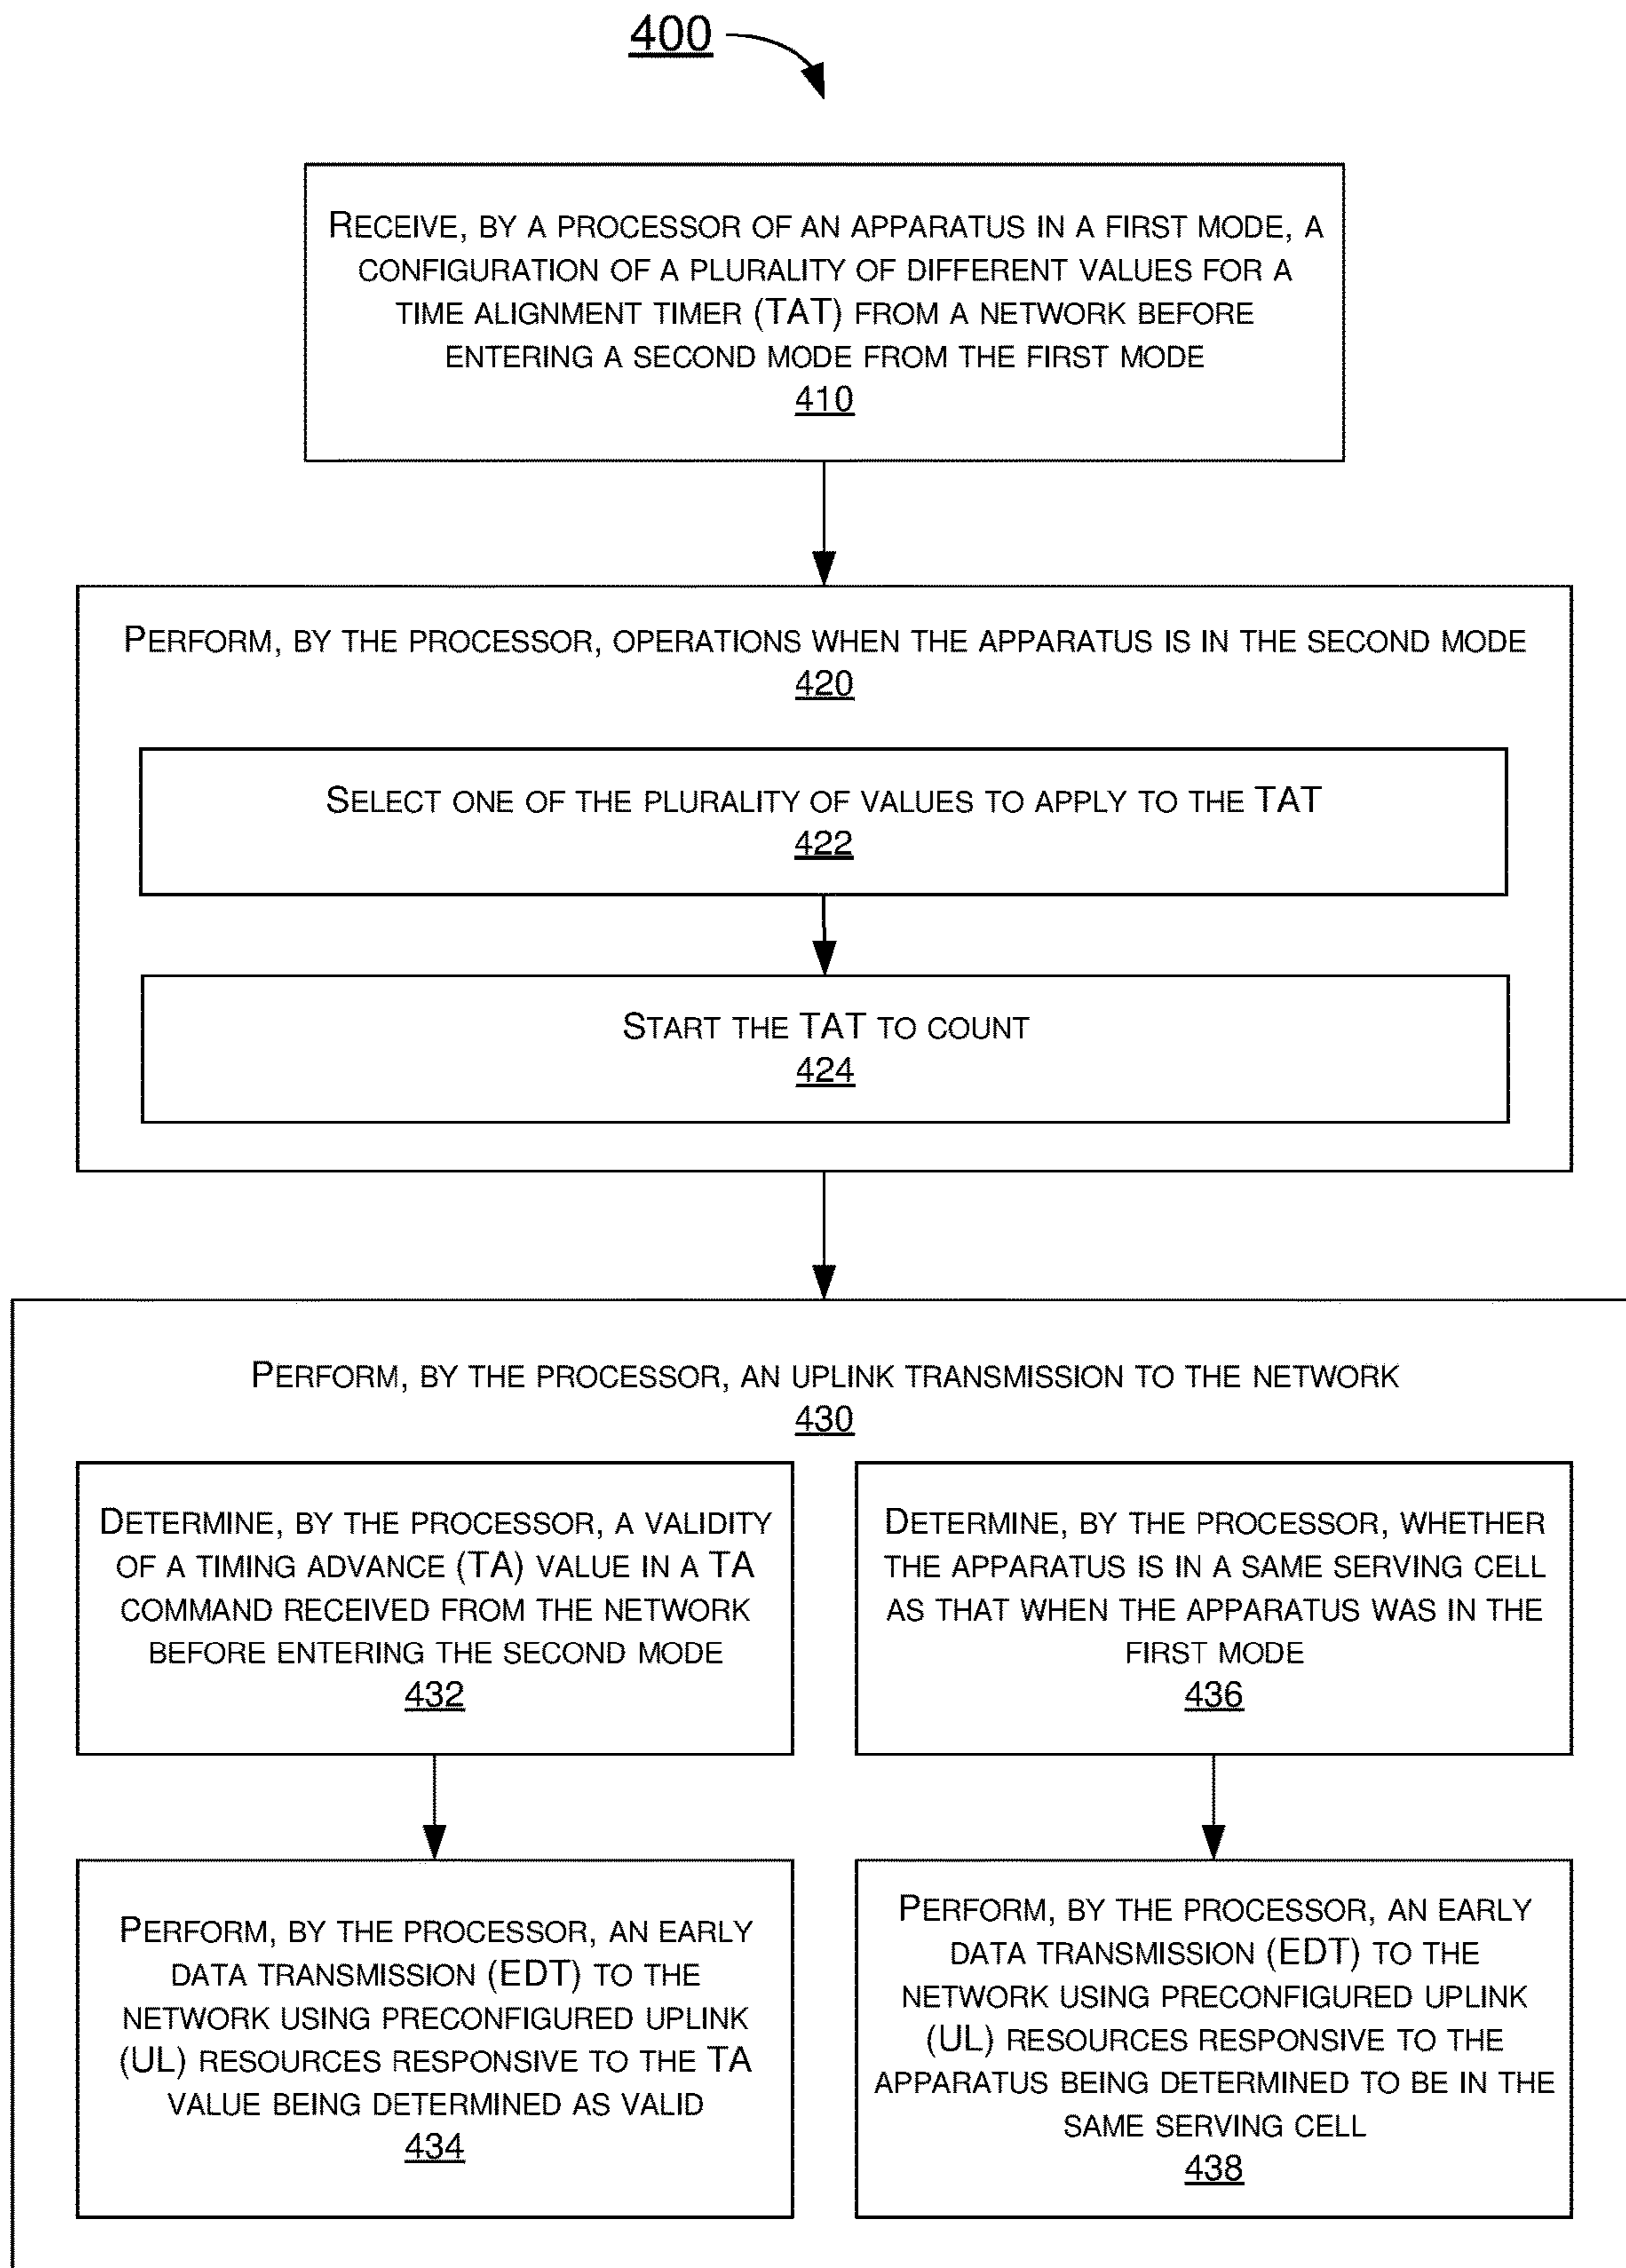 400
RECEIVE, BY A PROCESSOR OF AN APPARATUS IN A FIRST MODE, A
CONFIGURATION OF A PLURALITY OF DIFFERENT VALUES FOR A
TIME ALIGNMENT TIMER (TAT) FROM A NETWORK BEFORE
ENTERING A SECOND MODE FROM THE FIRST MODE
410
PERFORM, BY THE PROCESSOR, OPERATIONS WHEN THE APPARATUS IS IN THE SECOND MODE
420
SELECT ONE OF THE PLURALITY OF VALUES TO APPLY TO THE TAT
422
START THE TAT TO COUNT
424
PERFORM, BY THE PROCESSOR, AN UPLINK TRANSMISSION TO THE NETWORK
430
DETERMINE, BY THE PROCESSOR, A VALIDITY
OF A TIMING ADVANCE (TA) VALUE IN A TA
COMMAND RECEIVED FROM THE NETWORK
BEFORE ENTERING THE SECOND MODE
432
PERFORM, BY THE PROCESSOR, AN EARLY
DATA TRANSMISSION (EDT) TO THE
NETWORK USING PRECONFIGURED UPLINK
(UL) RESOURCES RESPONSIVE TO THE TA
VALUE BEING DETERMINED AS VALID
434
DETERMINE, BY THE PROCESSOR, WHETHER
THE APPARATUS IS IN A SAME SERVING CELL
AS THAT WHEN THE APPARATUS WAS IN THE
FIRST MODE
436
PERFORM, BY THE PROCESSOR, AN EARLY
DATA TRANSMISSION (EDT) TO THE
NETWORK USING PRECONFIGURED UPLINK
(UL) RESOURCES RESPONSIVE TO THE
APPARATUS BEING DETERMINED TO BE IN THE
SAME SERVING CELL
438